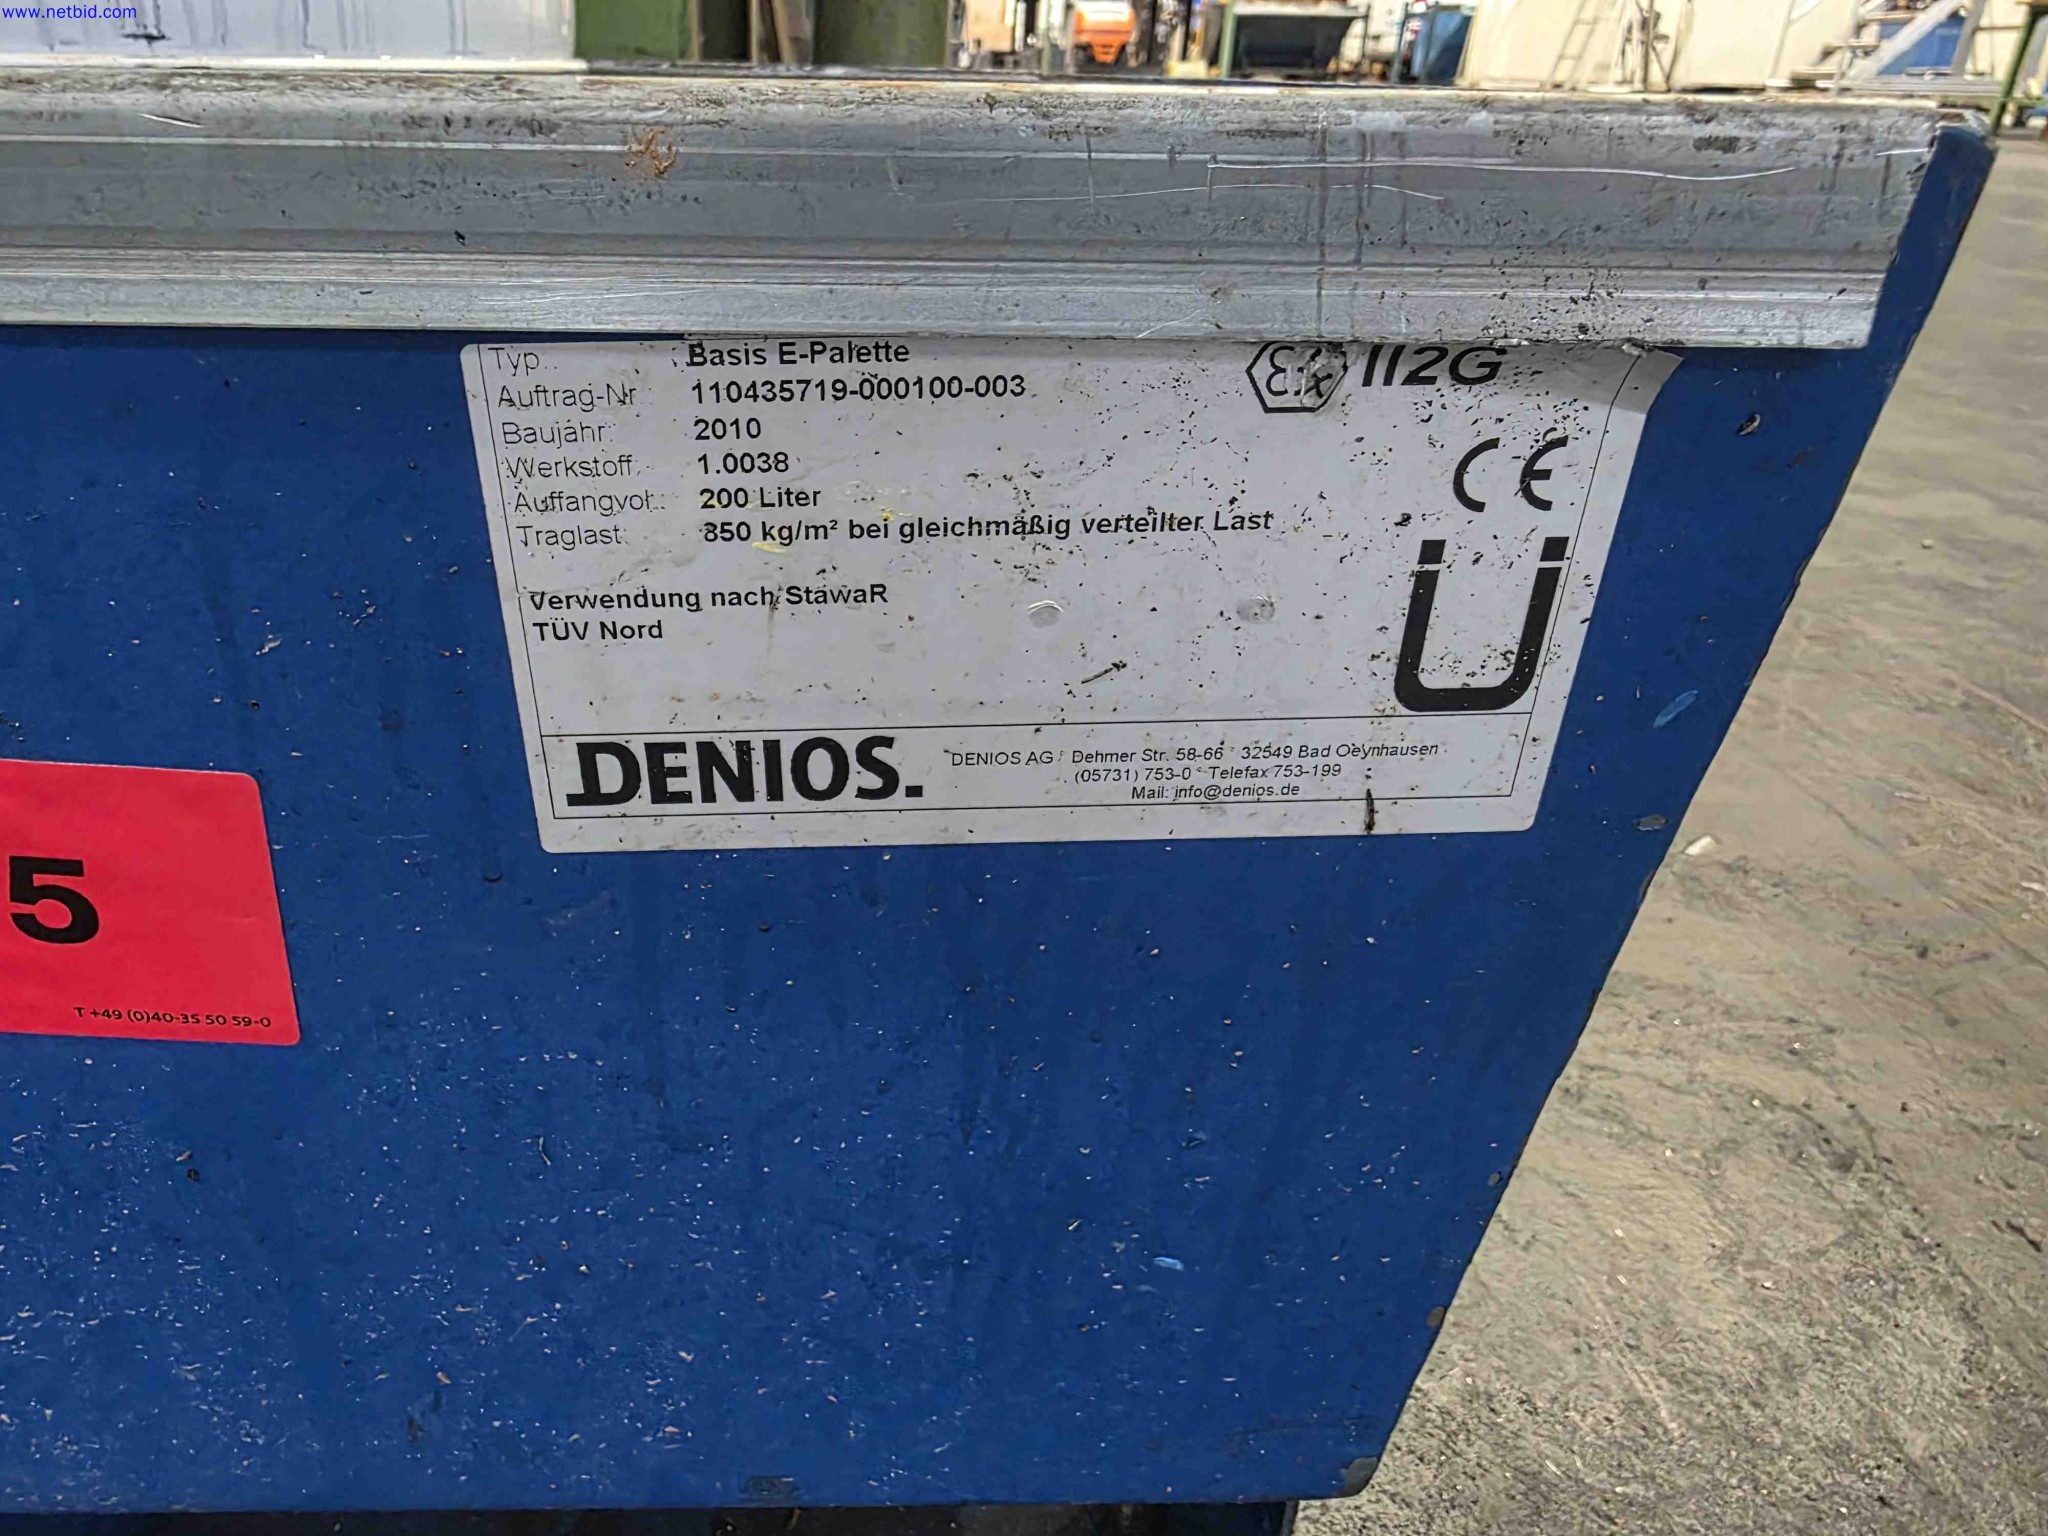 www.netbid.com
Typ.: Basis E-Palette
Auftrag-Nr.: 110435719-000100-003
Baujahr: 2010
Werkstoff: 1.0038
Auffangvol.: 200 Liter
Traglast: 850 kg/m² bei gleichmäßig verteilter Last
Verwendung nach StawaR
TÜV Nord
Ex II2G
CE
Ü
DENIOS.
DENIOS AG ° Dehmer Str. 58-66 ° 32549 Bad Oeynhausen
(05731) 753-0 ° Telefax 753-199
Mail: info@denios.de
5
T +49 (0)40-35 50 59-0